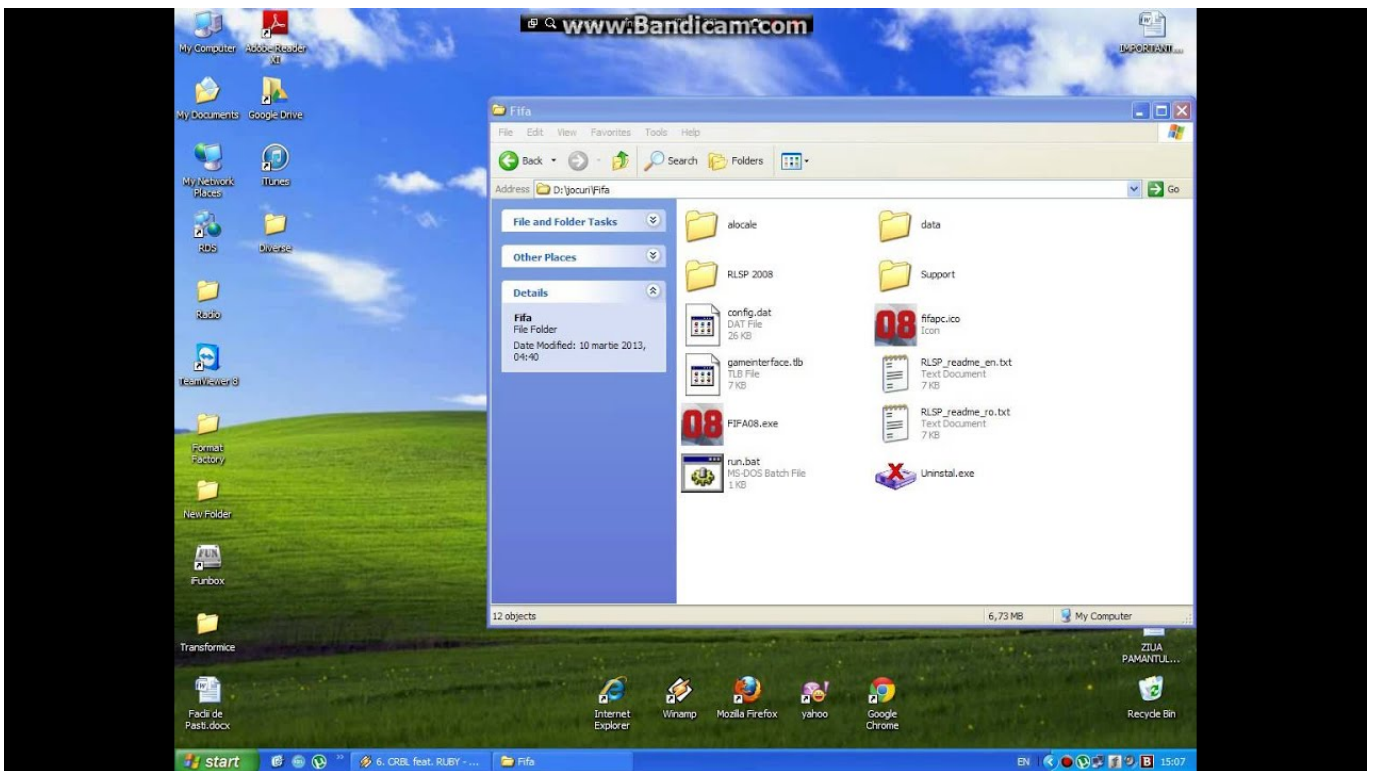 www.Bandicam.com
My Computer
Adobe Reader XI
My Documents
Google Drive
My Network Places
iTunes
RDS
Diverse
Radio
TeamViewer 8
Format Factory
New Folder
iFunbox
Transformice
Facii de Pasti.docx
Fifa
File Edit View Favorites Tools Help
Back
Search
Folders
Address D:\jocuri\Fifa
Go
File and Folder Tasks
Other Places
Details
Fifa
File Folder
Date Modified: 10 martie 2013,
04:40
alocale
data
RLSP 2008
Support
config.dat
DAT File
26 KB
fifapc.ico
Icon
gameinterface.tlb
TLB File
7 KB
RLSP_readme_en.txt
Text Document
7 KB
FIFA08.exe
RLSP_readme_ro.txt
Text Document
7 KB
run.bat
MS-DOS Batch File
1 KB
Uninstal.exe
12 objects
6,73 MB
My Computer
ZIUA
PAMANTUL...
Internet
Explorer
Winamp
Mozilla Firefox
yahoo
Google
Chrome
Recycle Bin
start
6. CRBL feat. RUBY - ...
Fifa
EN
15:07